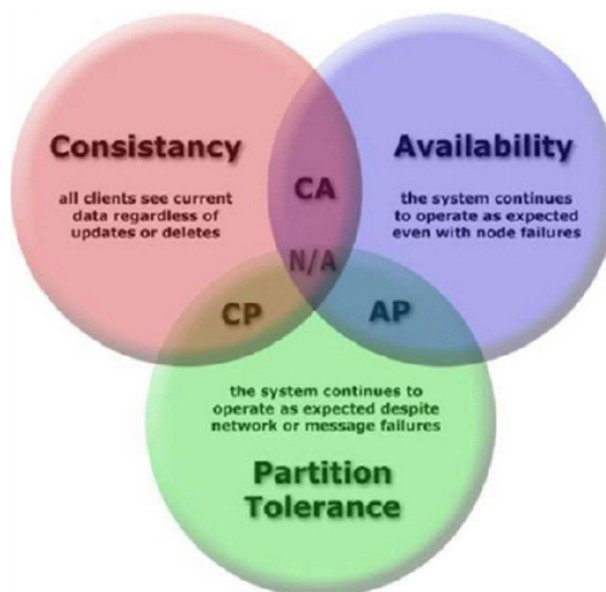 Consistancy
all clients see current
data regardless of
updates or deletes
Availability
the system continues
to operate as expected
even with node failures
CA
N/A
CP
AP
the system continues to
operate as expected despite
network or message failures
Partition
Tolerance